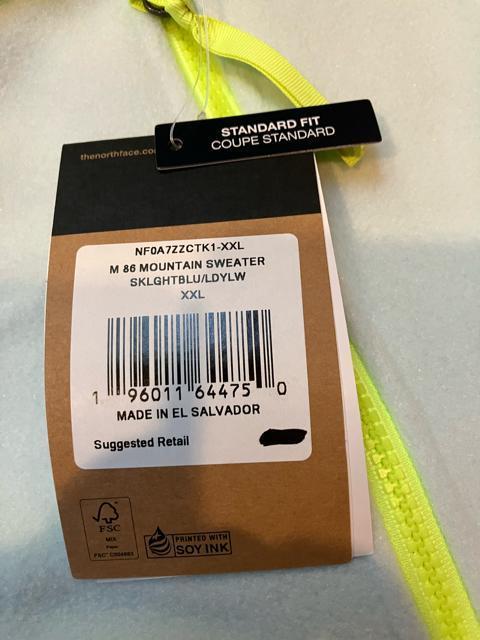 STANDARD FIT
COUPE STANDARD
thenorthface.co
NF0A7ZZCTK1-XXL
M 86 MOUNTAIN SWEATER
SKLGHTBLU/LDYLW
XXL
1 96011 64475 0
MADE IN EL SALVADOR
Suggested Retail
FSC
MIX
Paper
PRINTED WITH
SOY INK